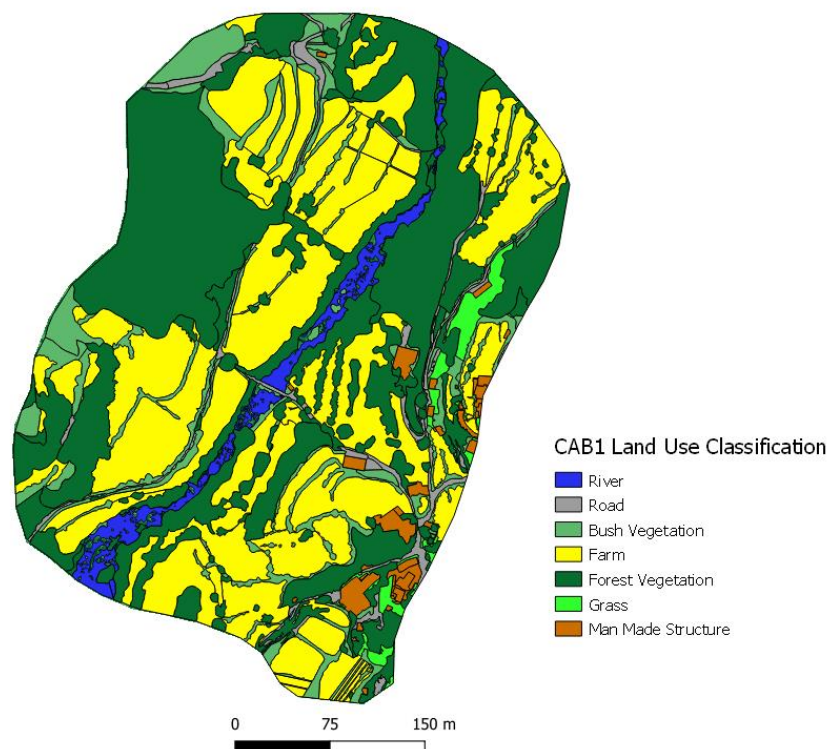 CAB1 Land Use Classification
River
Road
Bush Vegetation
Farm
Forest Vegetation
Grass
Man Made Structure
0 75 150 m